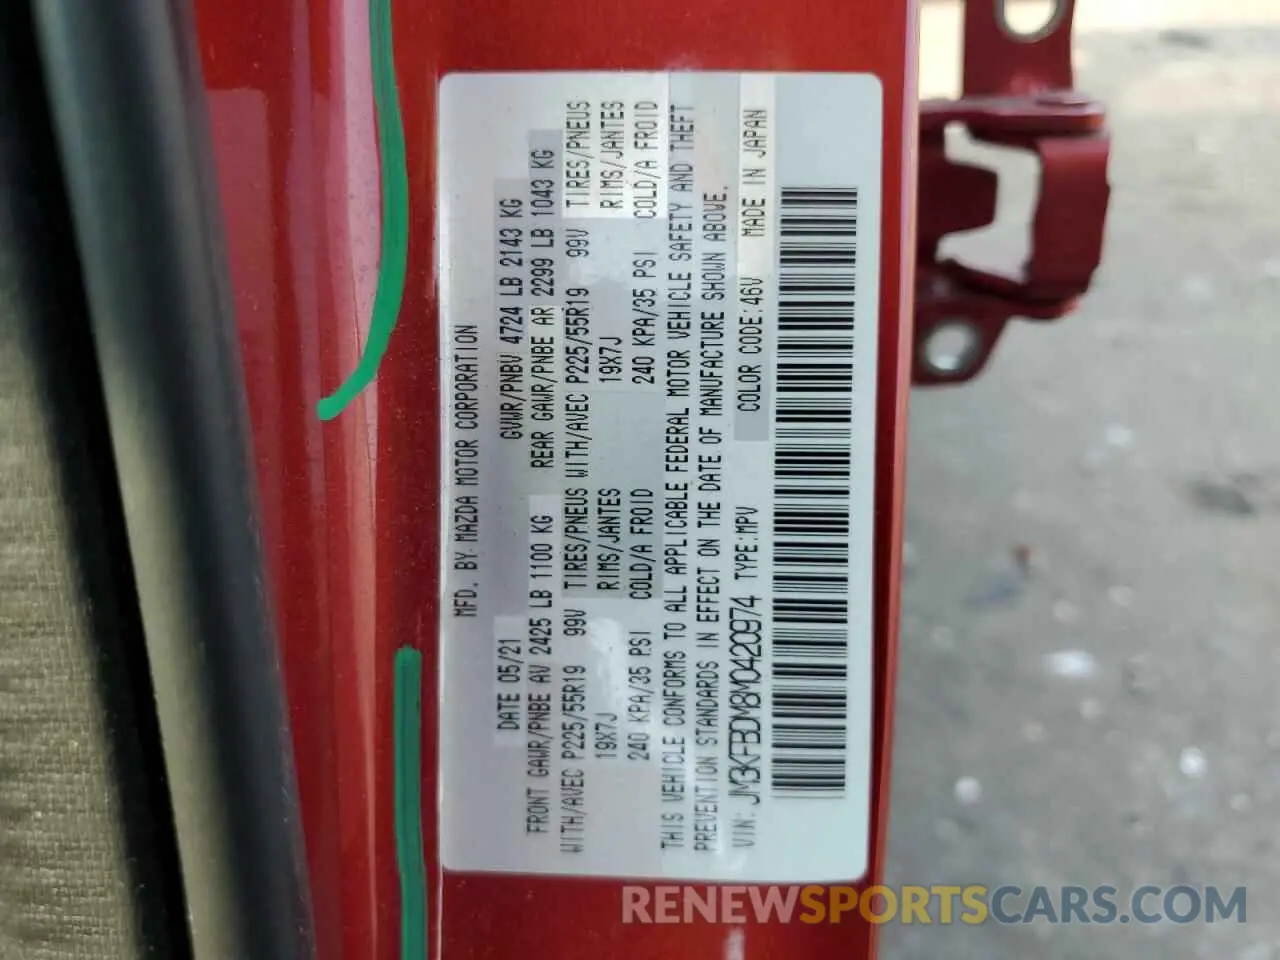 MFD. BY MAZDA MOTOR CORPORATION
DATE 05/21 GVWR/PNBV 4724 LB 2143 KG
FRONT GAWR/PNBE AV 2425 LB 1100 KG REAR GAWR/PNBE AR 2299 LB 1043 KG
WITH/AVEC P225/55R19 99V TIRES/PNEUS WITH/AVEC P225/55R19 99V TIRES/PNEUS
19X7J RIMS/JANTES 19X7J RIMS/JANTES
240 KPA/35 PSI COLD/A FROID 240 KPA/35 PSI COLD/A FROID
THIS VEHICLE CONFORMS TO ALL APPLICABLE FEDERAL MOTOR VEHICLE SAFETY AND THEFT
PREVENTION STANDARDS IN EFFECT ON THE DATE OF MANUFACTURE SHOWN ABOVE.
VIN: JM3KFBDM8M0420974 TYPE:MPV COLOR CODE:46V MADE IN JAPAN
RENEWSPORTSCARS.COM